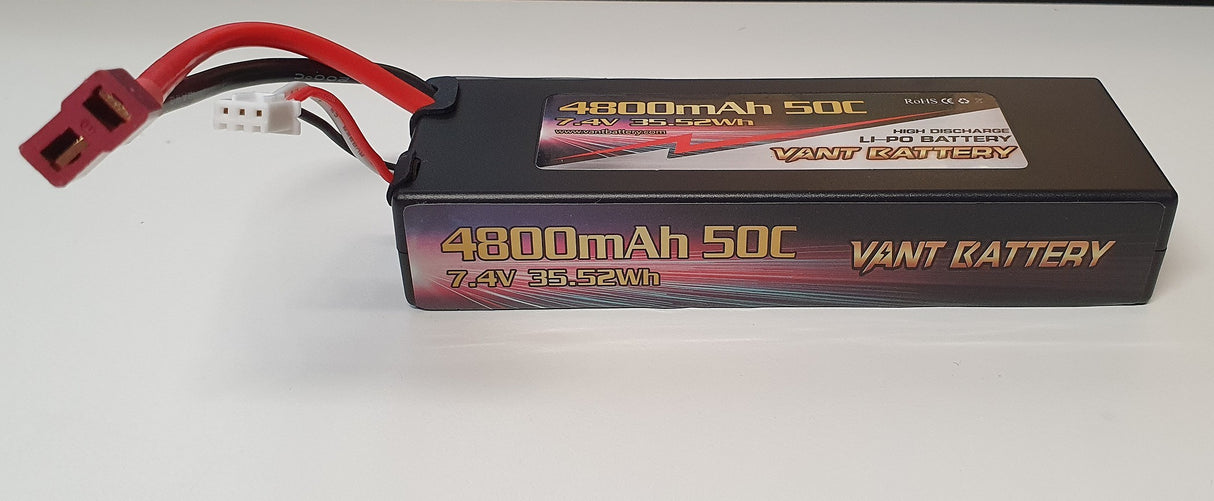 4800mAh 50C
7.4V 35.52Wh
www.vantbattery.com
RoHS CE
HIGH DISCHARGE
LI-PO BATTERY
VANT BATTERY
4800mAh 50C
7.4V 35.52Wh
VANT BATTERY